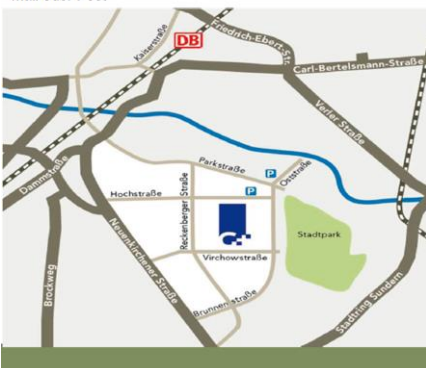 Kaiserstraße
DB
Friedrich-Ebert-Str.
Carl-Bertelsmann-Straße
Verler Straße
Dammstraße
Parkstraße
P
Oststraße
Hochstraße
P
Reckenberger Straße
Stadtpark
Neuenkirchener Straße
Virchowstraße
Brockweg
Brunnenstraße
Stadtring Sundern